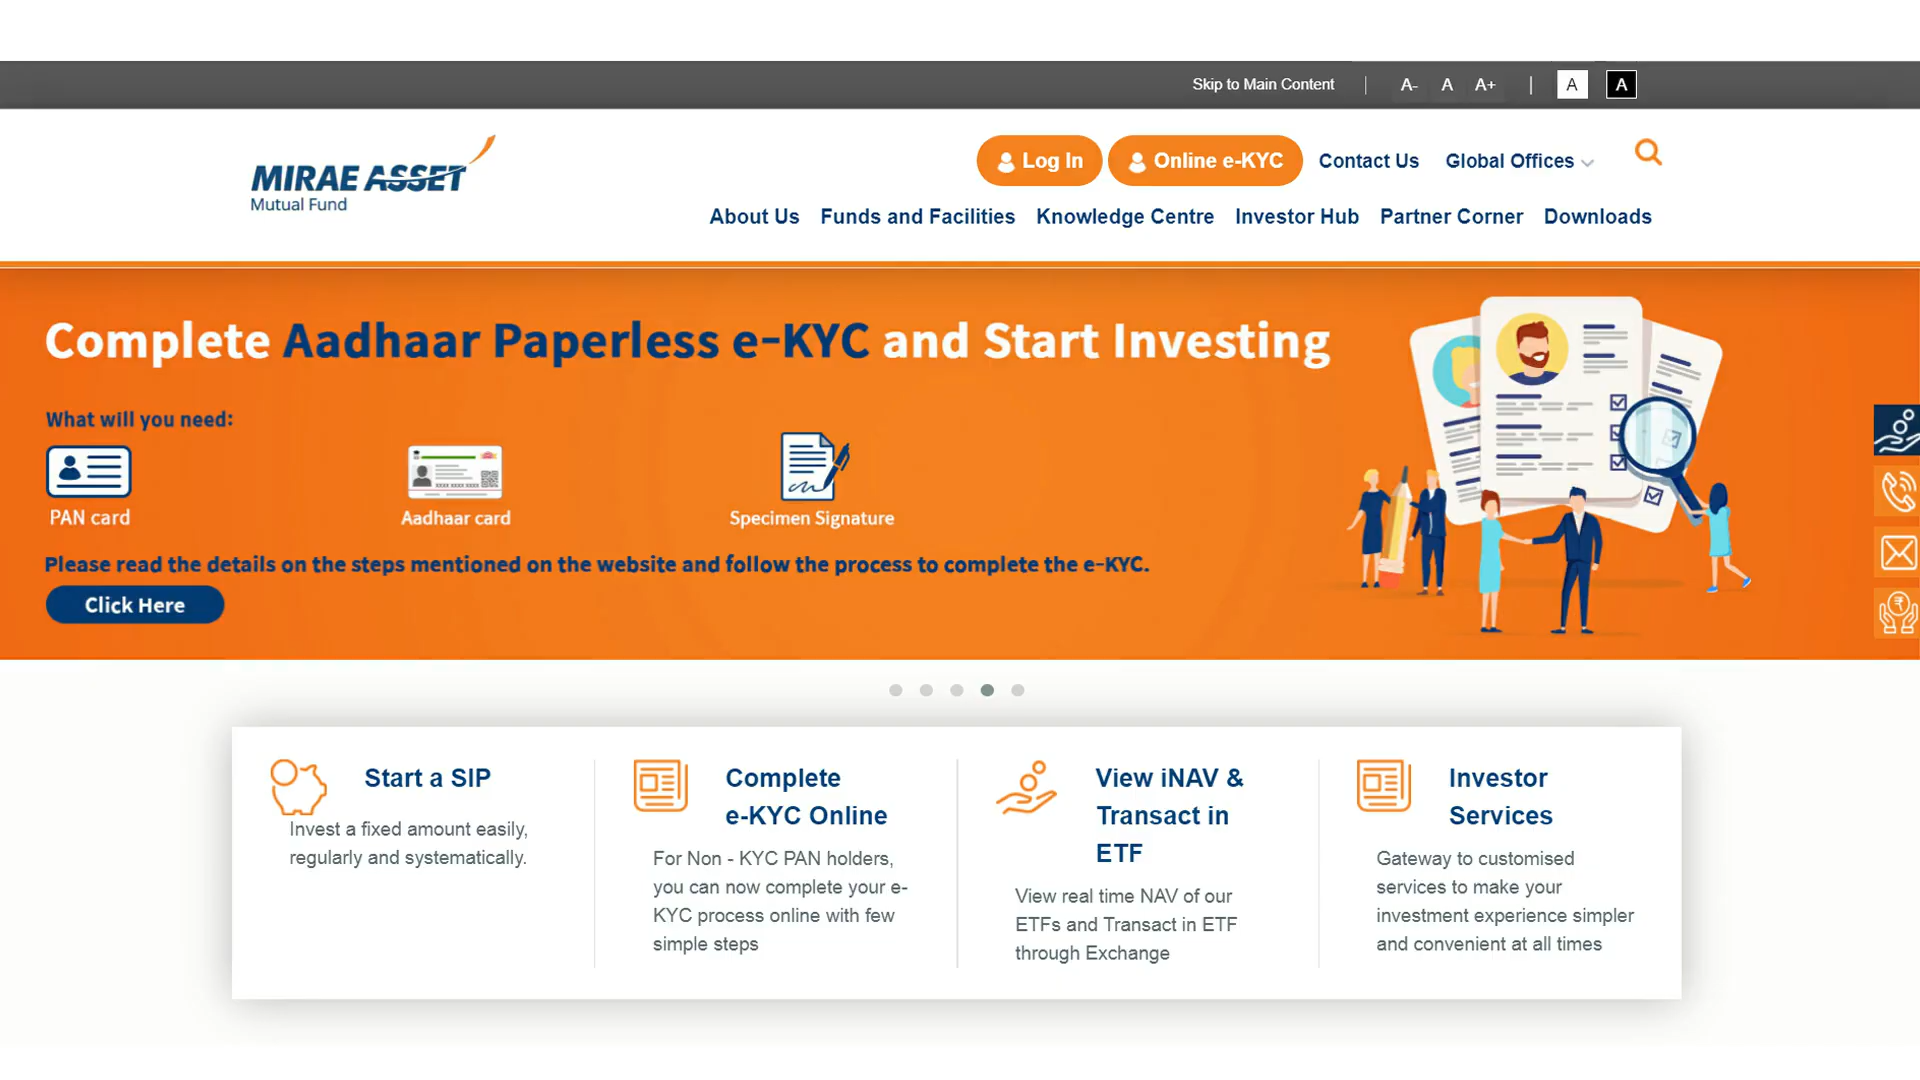 Skip to Main Content | A- A A+ | A A
MIRAE ASSET
Mutual Fund
Log In Online e-KYC Contact Us Global Offices
About Us Funds and Facilities Knowledge Centre Investor Hub Partner Corner Downloads
Complete Aadhaar Paperless e-KYC and Start Investing
What will you need:
PAN card
Aadhaar card
Specimen Signature
Please read the details on the steps mentioned on the website and follow the process to complete the e-KYC.
Click Here
Start a SIP
Invest a fixed amount easily,
regularly and systematically.
Complete
e-KYC Online
For Non - KYC PAN holders,
you can now complete your e-
KYC process online with few
simple steps
View iNAV &
Transact in
ETF
View real time NAV of our
ETFs and Transact in ETF
through Exchange
Investor
Services
Gateway to customised
services to make your
investment experience simpler
and convenient at all times